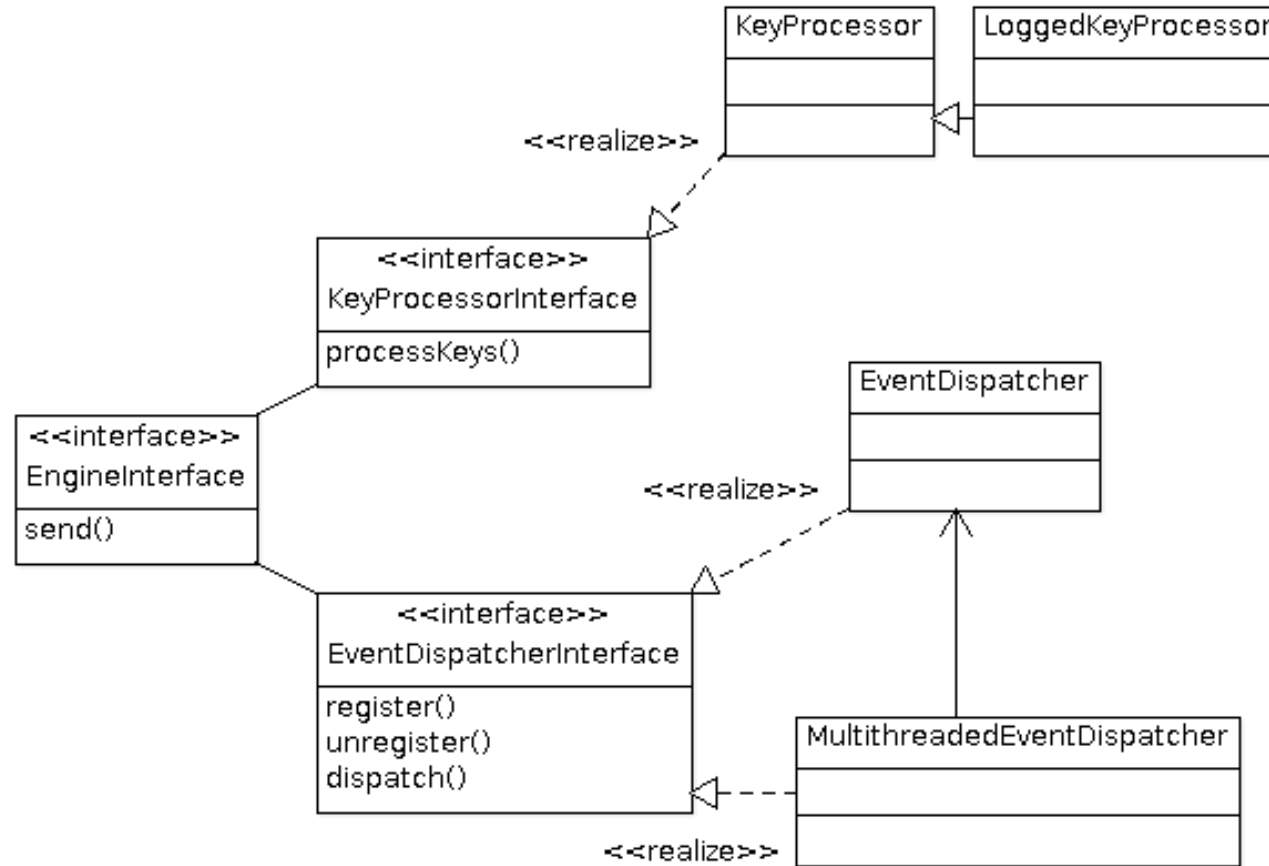 KeyProcessor
LoggedKeyProcessor
<<realize>>
<<interface>>
KeyProcessorInterface
processKeys()
EventDispatcher
<<interface>>
EngineInterface
send()
<<realize>>
<<interface>>
EventDispatcherInterface
register()
unregister()
dispatch()
MultithreadedEventDispatcher
<<realize>>